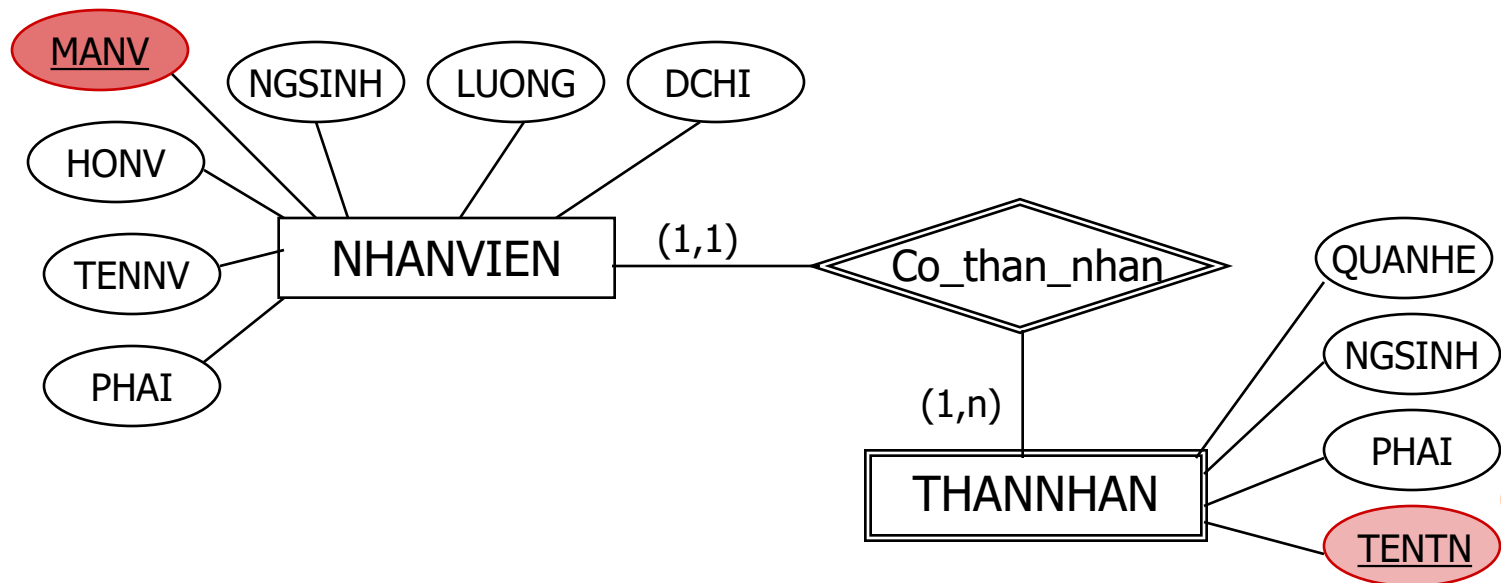 MANV
NGSINH
LUONG
DCHI
HONV
TENNV
PHAI
NHANVIEN
(1,1)
Co_than_nhan
QUANHE
NGSINH
(1,n)
PHAI
THANNHAN
TENTN